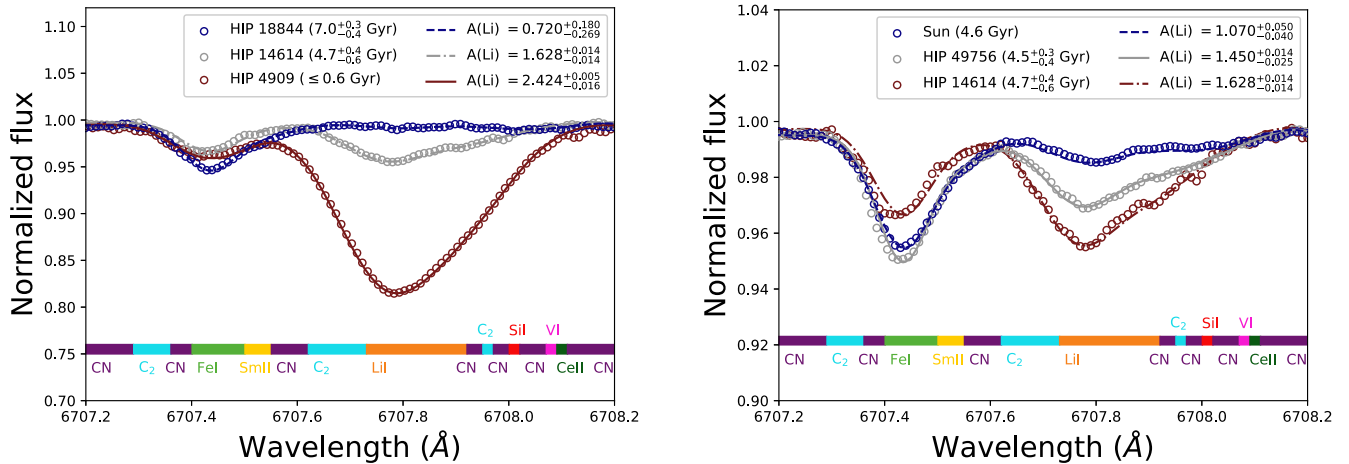 HIP 18844 (7.0^{+0.3}_{-0.4} Gyr) A(Li) = 0.720^{+0.180}_{-0.269}
HIP 14614 (4.7^{+0.4}_{-0.6} Gyr) A(Li) = 1.628^{+0.014}_{-0.014}
HIP 4909 (≤ 0.6 Gyr) A(Li) = 2.424^{+0.005}_{-0.016}
1.10
1.05
1.00
0.95
0.90
0.85
0.80
0.75
0.70
Normalized flux
C₂ SiI VI
CN C₂ CN FeI SmII CN C₂ LiI CN CN CN CeII CN
6707.2 6707.4 6707.6 6707.8 6708.0 6708.2
Wavelength (Å)
Sun (4.6 Gyr) A(Li) = 1.070^{+0.050}_{-0.040}
HIP 49756 (4.5^{+0.3}_{-0.4} Gyr) A(Li) = 1.450^{+0.014}_{-0.025}
HIP 14614 (4.7^{+0.4}_{-0.6} Gyr) A(Li) = 1.628^{+0.014}_{-0.014}
1.04
1.02
1.00
0.98
0.96
0.94
0.92
0.90
Normalized flux
C₂ SiI VI
CN C₂ CN FeI SmII CN C₂ LiI CN CN CN CeII CN
6707.2 6707.4 6707.6 6707.8 6708.0 6708.2
Wavelength (Å)